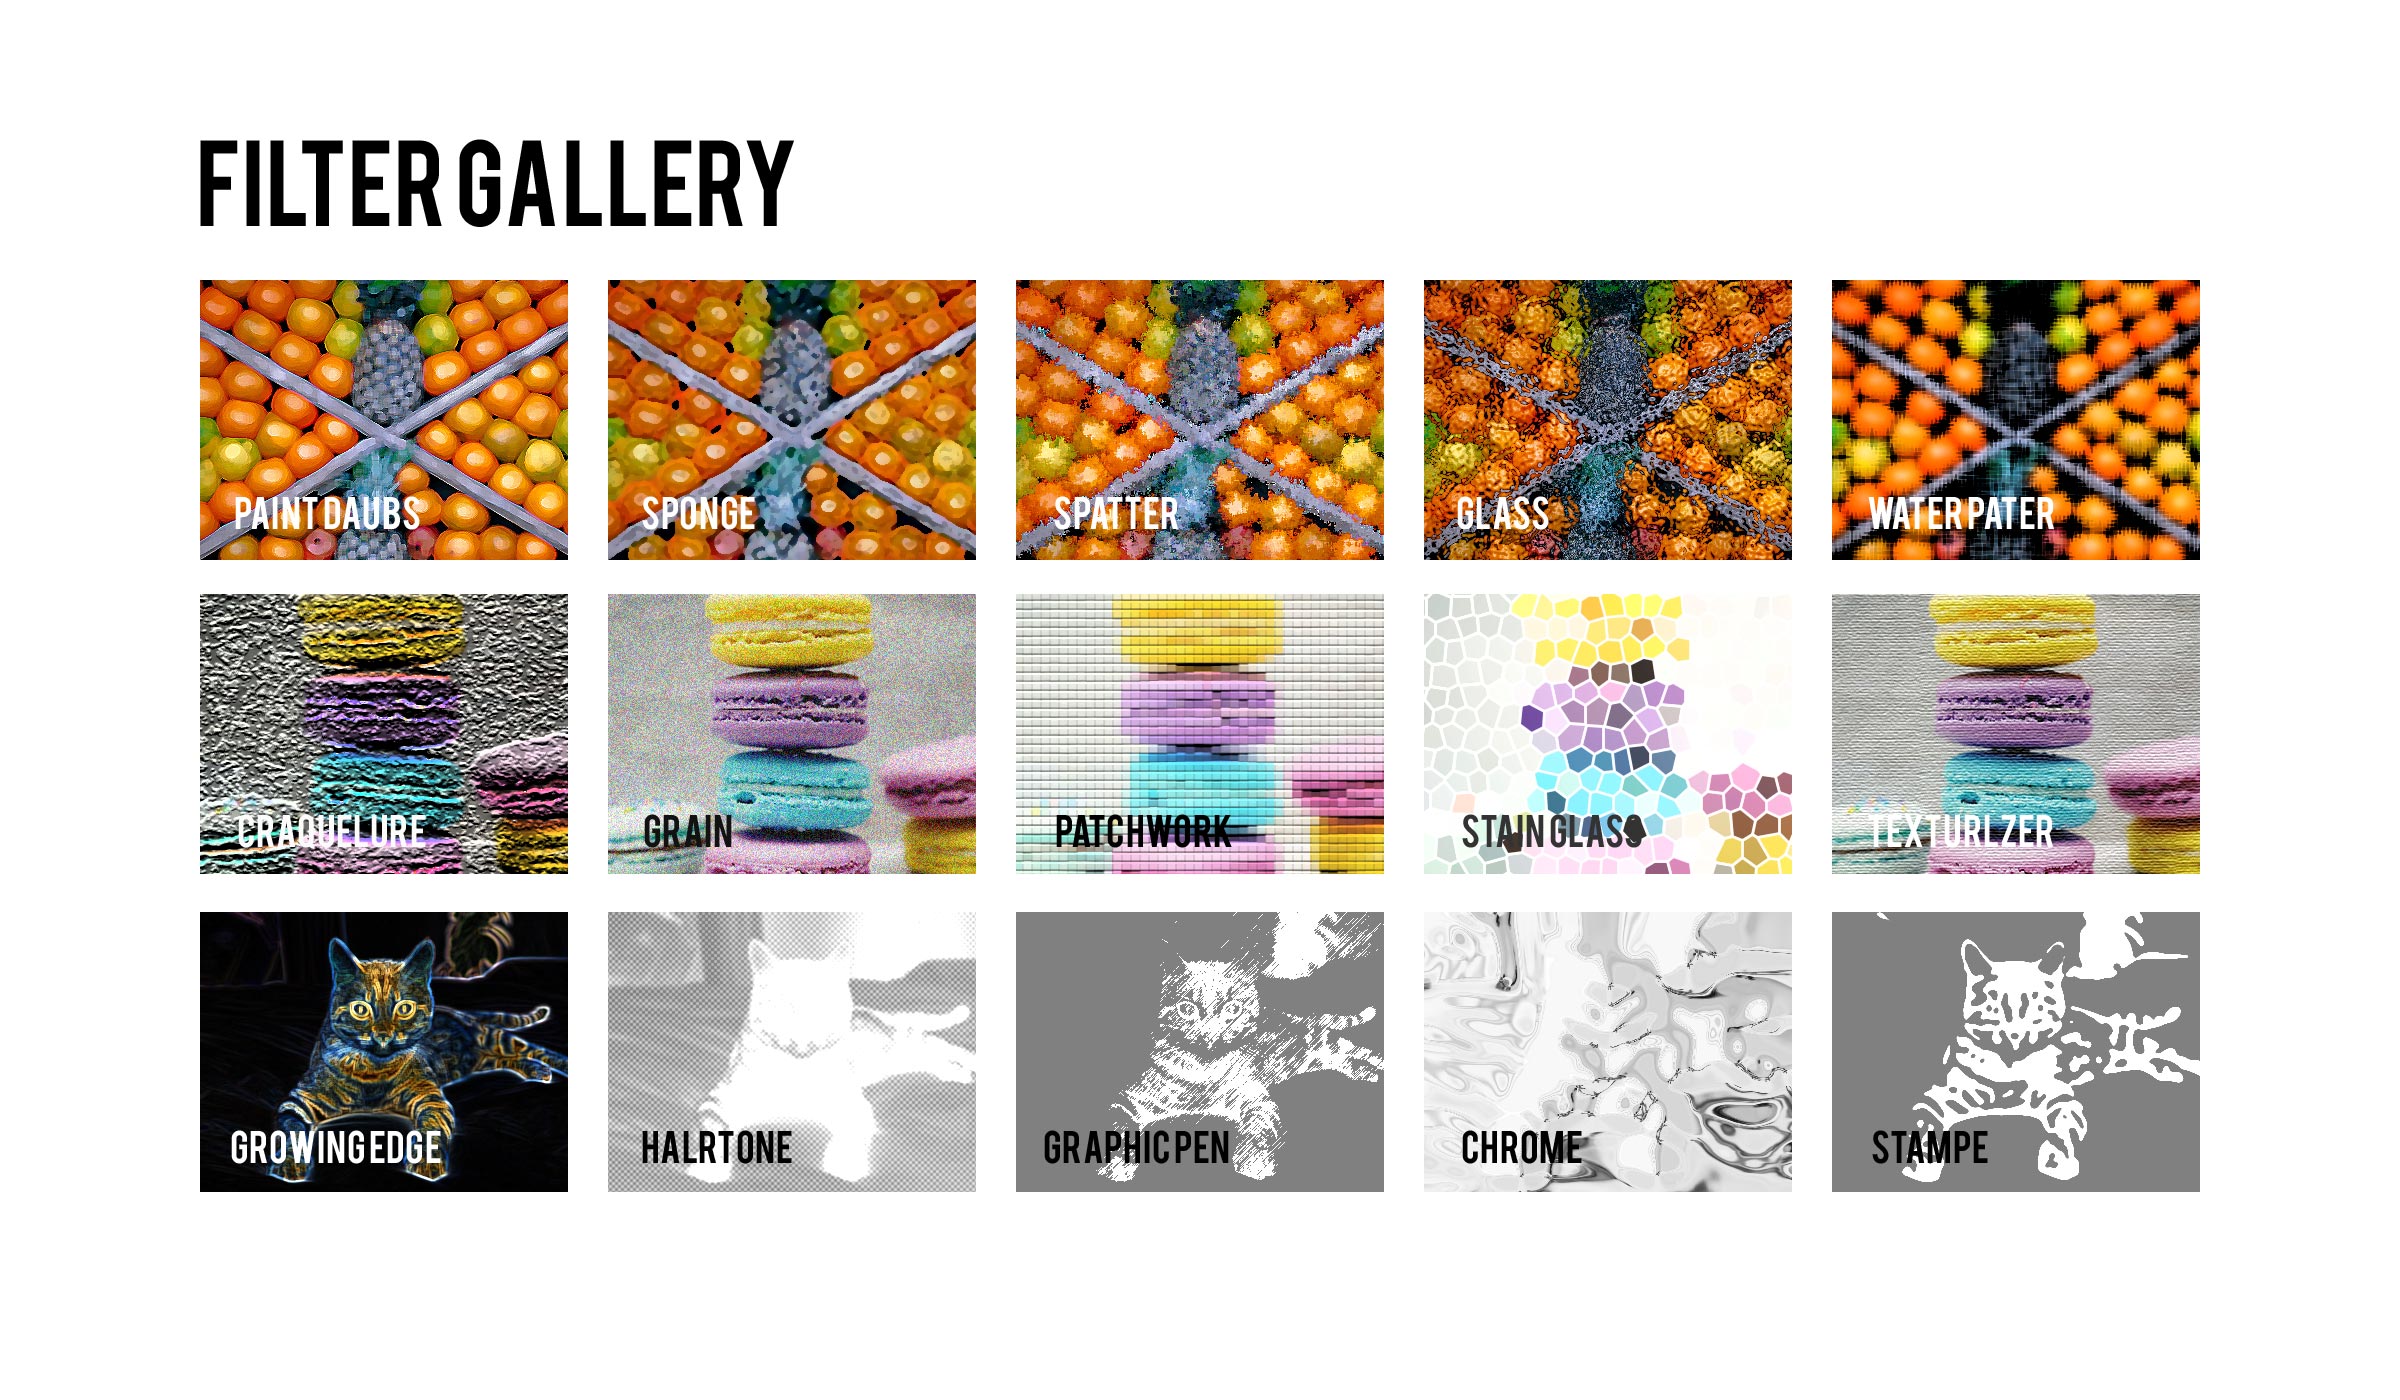 FILTER GALLERY
PAINT DAUBS
SPONGE
SPATTER
GLASS
WATER PATER
CRAQUELURE
GRAIN
PATCHWORK
STAIN GLASS
TEXTURLZER
GROWING EDGE
HALRTONE
GRAPHIC PEN
CHROME
STAMPE